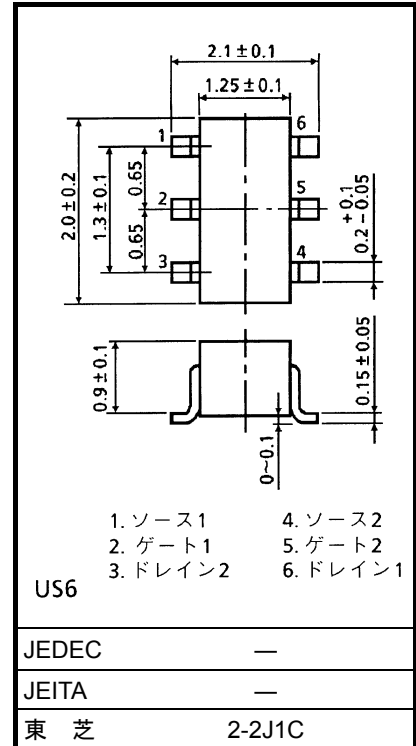 2.1±0.1
1.25±0.1
1
6
2
5
3
4
2.0±0.2
1.3±0.1
0.65
0.65
+0.1
0.2-0.05
0.9±0.1
0.15±0.05
0~0.1
1. ソース1 4. ソース2
2. ゲート1 5. ゲート2
3. ドレイン2 6. ドレイン1
US6
JEDEC —
JEITA —
東 芝 2-2J1C